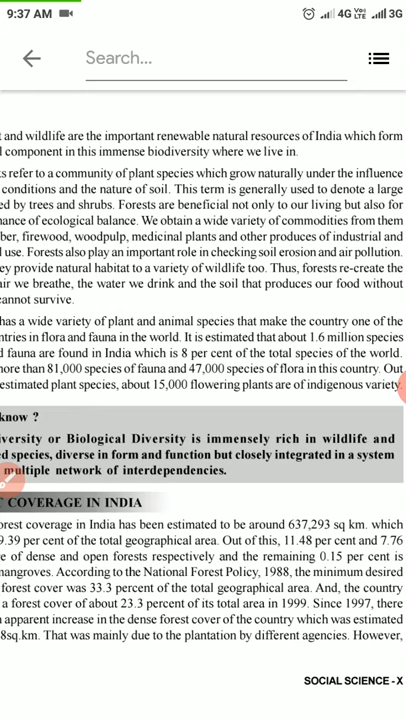 9:37 AM
4G VoLTE 3G
Search...
t and wildlife are the important renewable natural resources of India which form
l component in this immense biodiversity where we live in.
ts refer to a community of plant species which grow naturally under the influence
conditions and the nature of soil. This term is generally used to denote a large
ed by trees and shrubs. Forests are beneficial not only to our living but also for
nance of ecological balance. We obtain a wide variety of commodities from them
ber, firewood, woodpulp, medicinal plants and other produces of industrial and
l use. Forests also play an important role in checking soil erosion and air pollution.
ey provide natural habitat to a variety of wildlife too. Thus, forests re-create the
air we breathe, the water we drink and the soil that produces our food without
cannot survive.
has a wide variety of plant and animal species that make the country one of the
ntries in flora and fauna in the world. It is estimated that about 1.6 million species
d fauna are found in India which is 8 per cent of the total species of the world.
more than 81,000 species of fauna and 47,000 species of flora in this country. Out
estimated plant species, about 15,000 flowering plants are of indigenous variety.
know ?
iversity or Biological Diversity is immensely rich in wildlife and
ed species, diverse in form and function but closely integrated in a system
multiple network of interdependencies.
T COVERAGE IN INDIA
orest coverage in India has been estimated to be around 637,293 sq km. which
9.39 per cent of the total geographical area. Out of this, 11.48 per cent and 7.76
re of dense and open forests respectively and the remaining 0.15 per cent is
mangroves. According to the National Forest Policy, 1988, the minimum desired
forest cover was 33.3 percent of the total geographical area. And, the country
a forest cover of about 23.3 percent of its total area in 1999. Since 1997, there
n apparent increase in the dense forest cover of the country which was estimated
8sq.km. That was mainly due to the plantation by different agencies. However,
SOCIAL SCIENCE - X